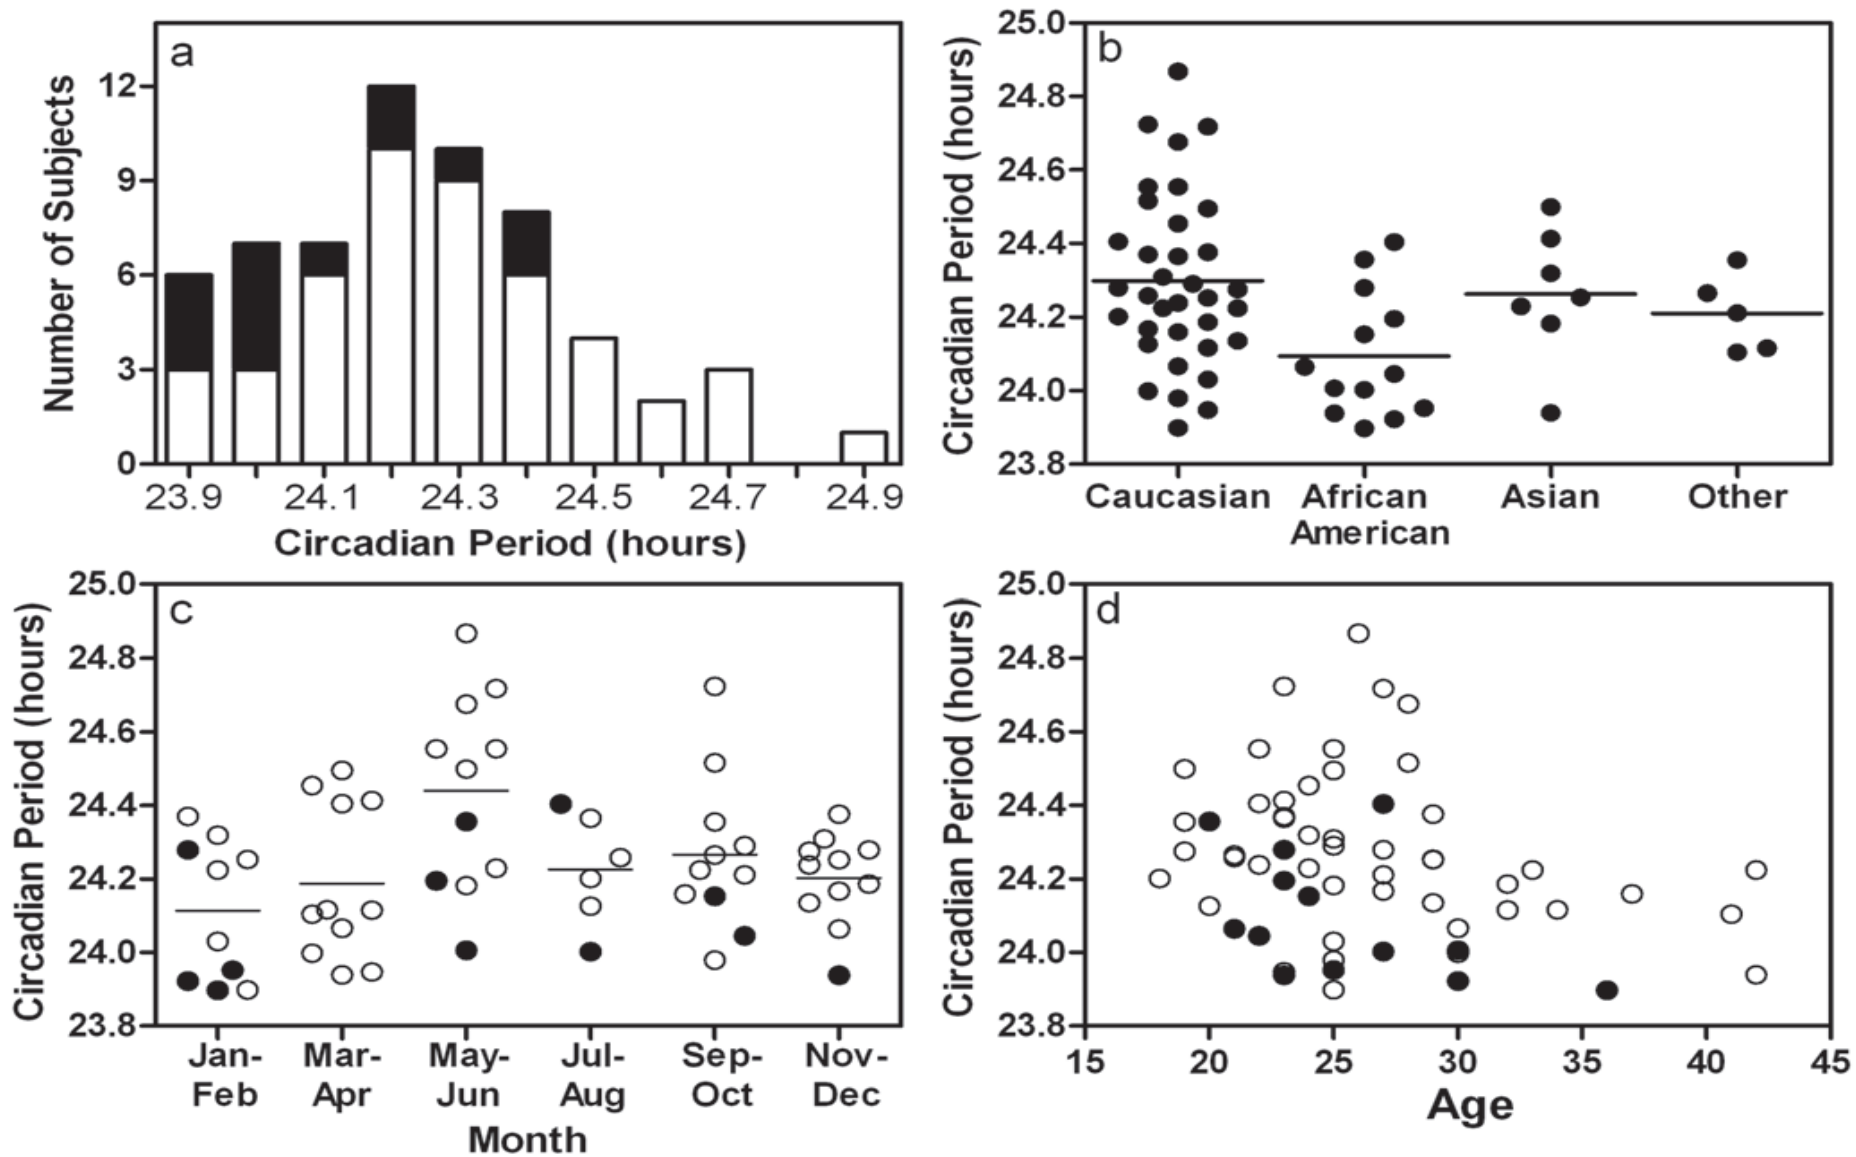 a
Number of Subjects
12
9
6
3
0
23.9 24.1 24.3 24.5 24.7 24.9
Circadian Period (hours)
b
Circadian Period (hours)
25.0
24.8
24.6
24.4
24.2
24.0
23.8
Caucasian African American Asian Other
c
Circadian Period (hours)
25.0
24.8
24.6
24.4
24.2
24.0
23.8
Jan- Mar- May- Jul- Sep- Nov-
Feb Apr Jun Aug Oct Dec
Month
d
Circadian Period (hours)
25.0
24.8
24.6
24.4
24.2
24.0
23.8
15 20 25 30 35 40 45
Age